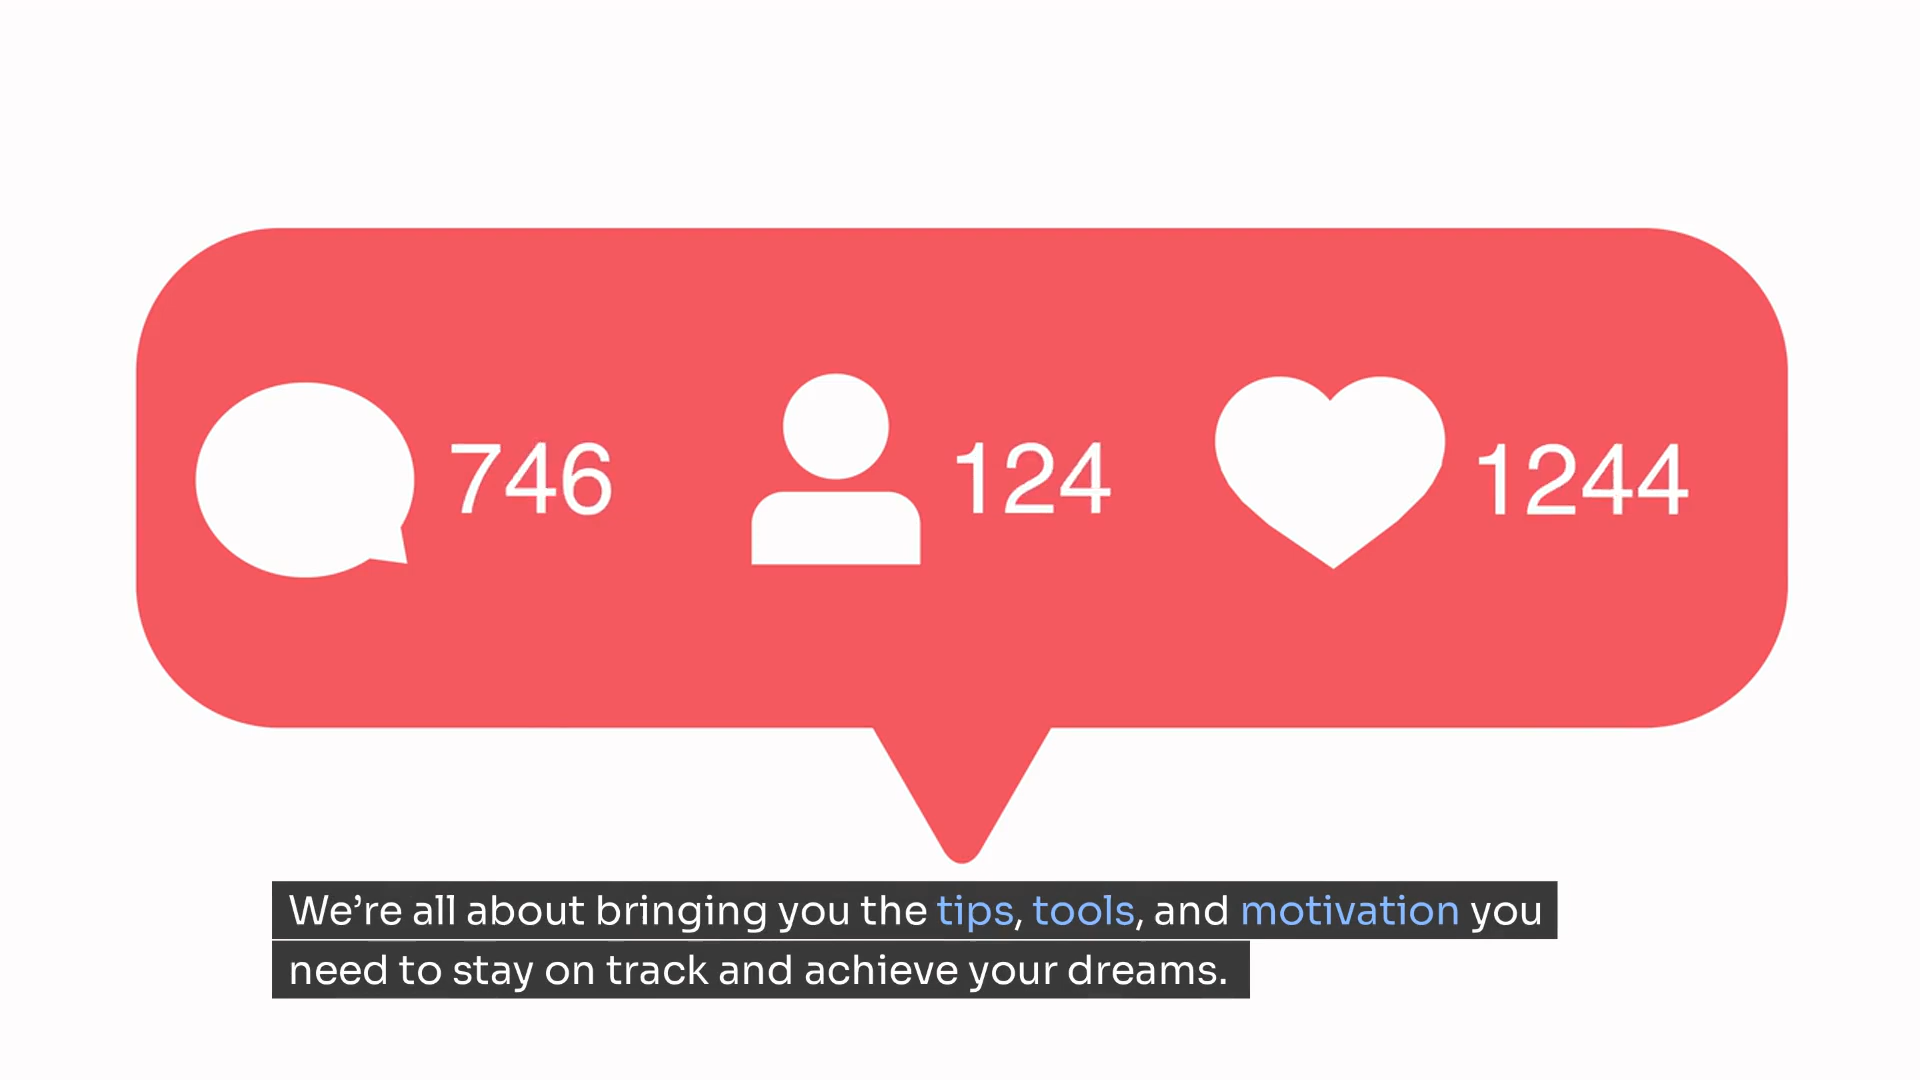 746 124 1244
We’re all about bringing you the tips, tools, and motivation you
need to stay on track and achieve your dreams.